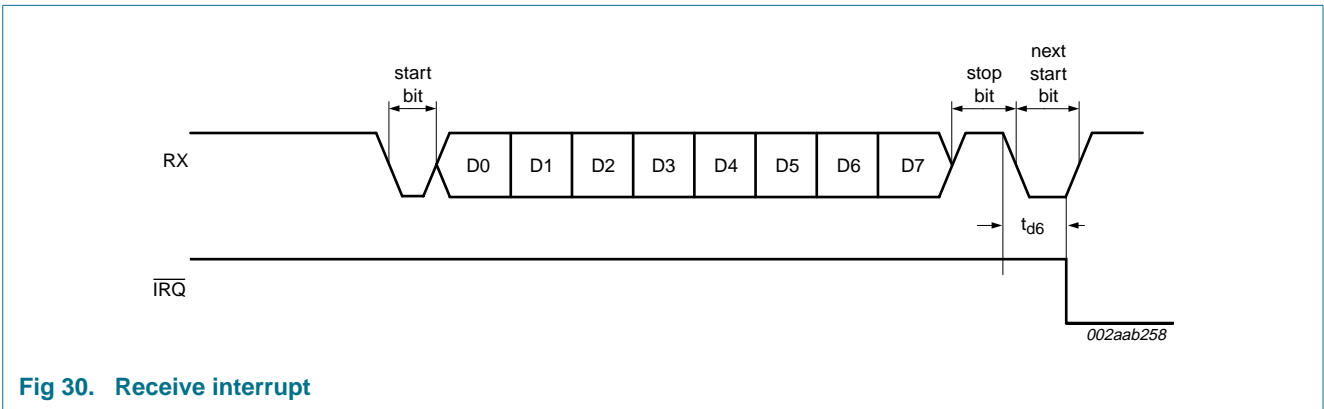 start
bit
stop
bit
next
start
bit
RX
D0 D1 D2 D3 D4 D5 D6 D7
td6
IRQ
002aab258
Fig 30. Receive interrupt